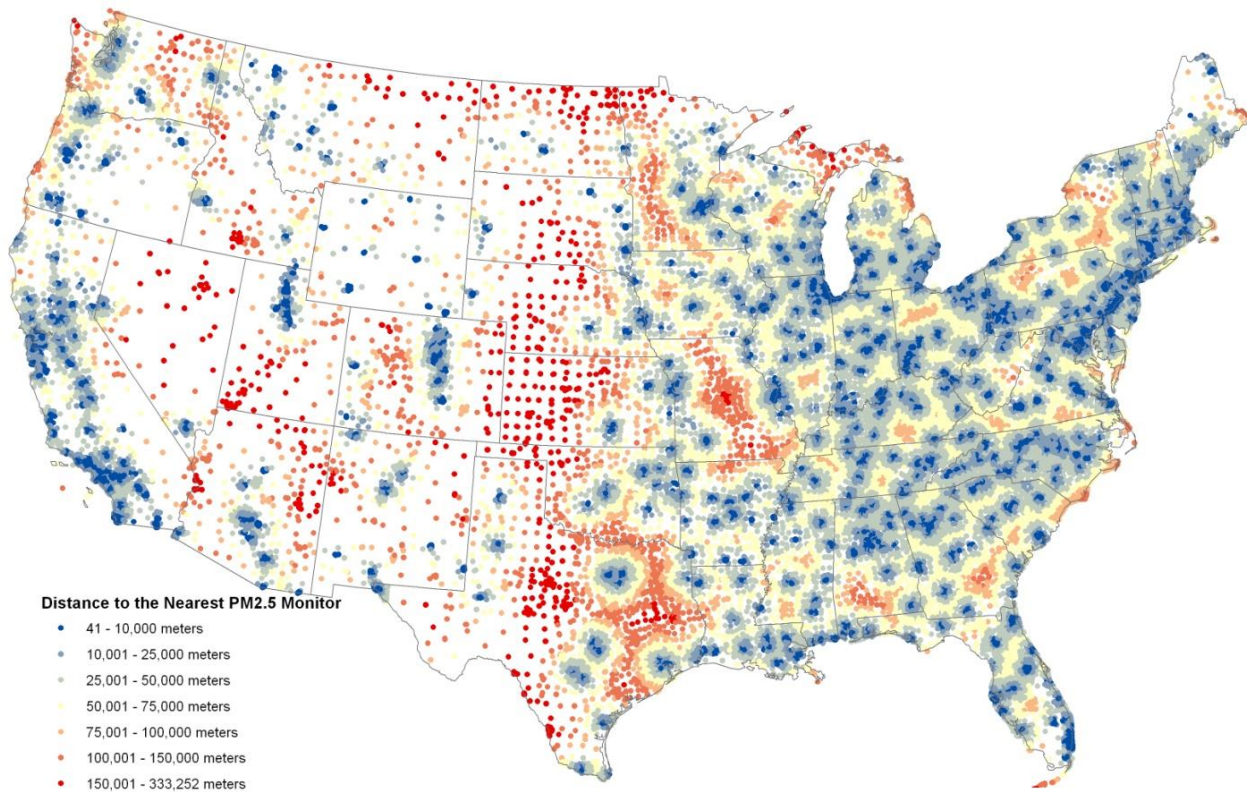 Distance to the Nearest PM2.5 Monitor
41 - 10,000 meters
10,001 - 25,000 meters
25,001 - 50,000 meters
50,001 - 75,000 meters
75,001 - 100,000 meters
100,001 - 150,000 meters
150,001 - 333,252 meters